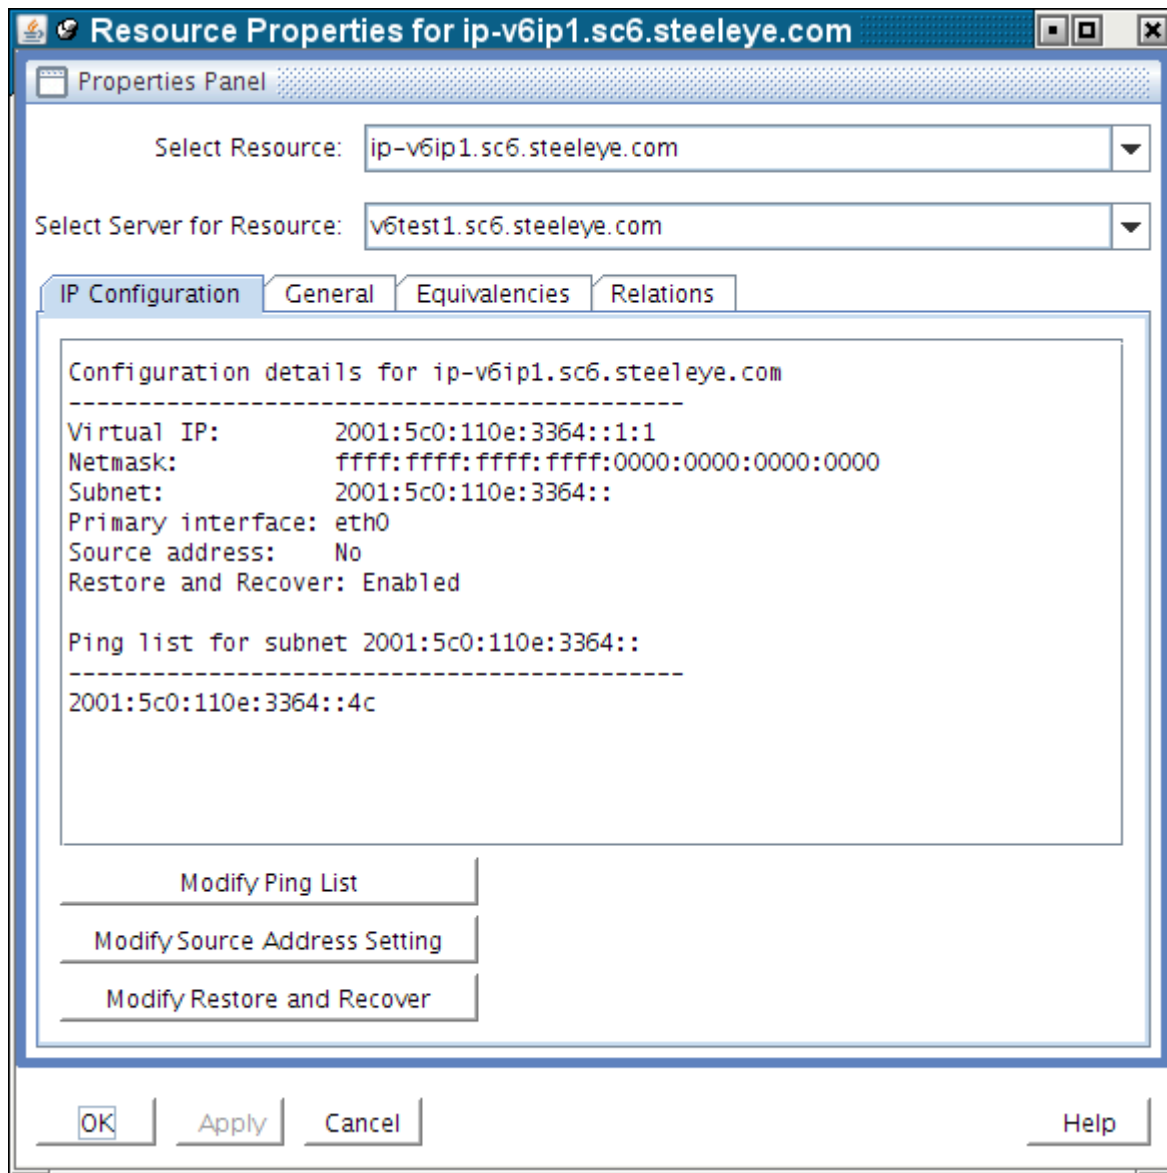 Resource Properties for ip-v6ip1.sc6.steeleye.com
Properties Panel
Select Resource: ip-v6ip1.sc6.steeleye.com
Select Server for Resource: v6test1.sc6.steeleye.com
IP Configuration General Equivalencies Relations
Configuration details for ip-v6ip1.sc6.steeleye.com
--------------------------------------------
Virtual IP: 2001:5c0:110e:3364::1:1
Netmask: ffff:ffff:ffff:ffff:0000:0000:0000:0000
Subnet: 2001:5c0:110e:3364::
Primary interface: eth0
Source address: No
Restore and Recover: Enabled
Ping list for subnet 2001:5c0:110e:3364::
--------------------------------------------
2001:5c0:110e:3364::4c
Modify Ping List
Modify Source Address Setting
Modify Restore and Recover
OK Apply Cancel Help